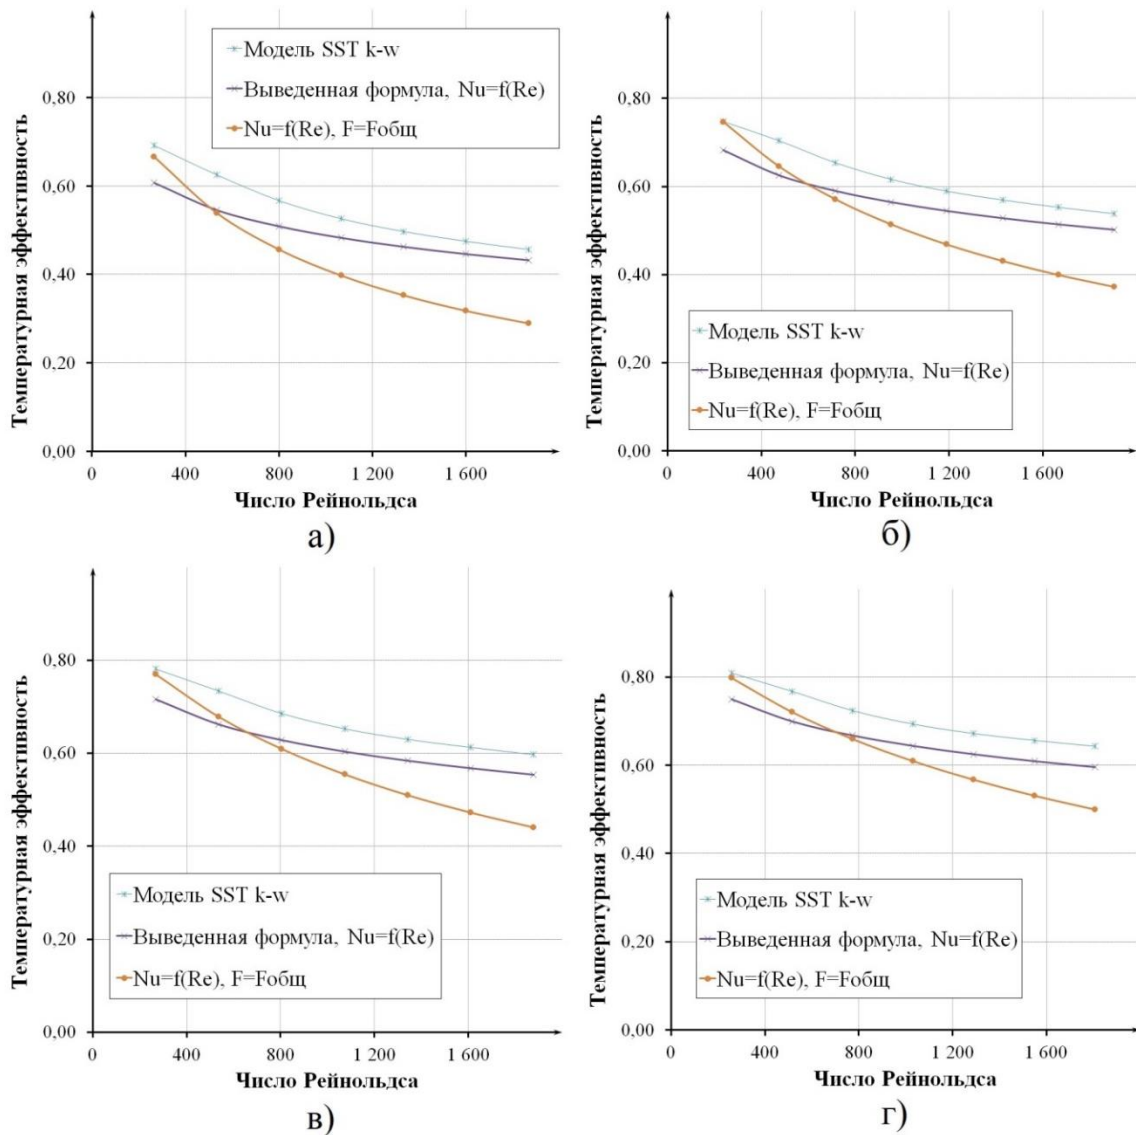 Температурная эффективность
0,80
0,60
0,40
0,20
0,00
Модель SST k-w
Выведенная формула, Nu=f(Re)
Nu=f(Re), F=Fобщ
0 400 800 1 200 1 600
Число Рейнольдса
а)
Температурная эффективность
0,80
0,60
0,40
0,20
0,00
Модель SST k-w
Выведенная формула, Nu=f(Re)
Nu=f(Re), F=Fобщ
0 400 800 1 200 1 600
Число Рейнольдса
б)
Температурная эффективность
0,80
0,60
0,40
0,20
0,00
Модель SST k-w
Выведенная формула, Nu=f(Re)
Nu=f(Re), F=Fобщ
0 400 800 1 200 1 600
Число Рейнольдса
в)
Температурная эффективность
0,80
0,60
0,40
0,20
0,00
Модель SST k-w
Выведенная формула, Nu=f(Re)
Nu=f(Re), F=Fобщ
0 400 800 1 200 1 600
Число Рейнольдса
г)